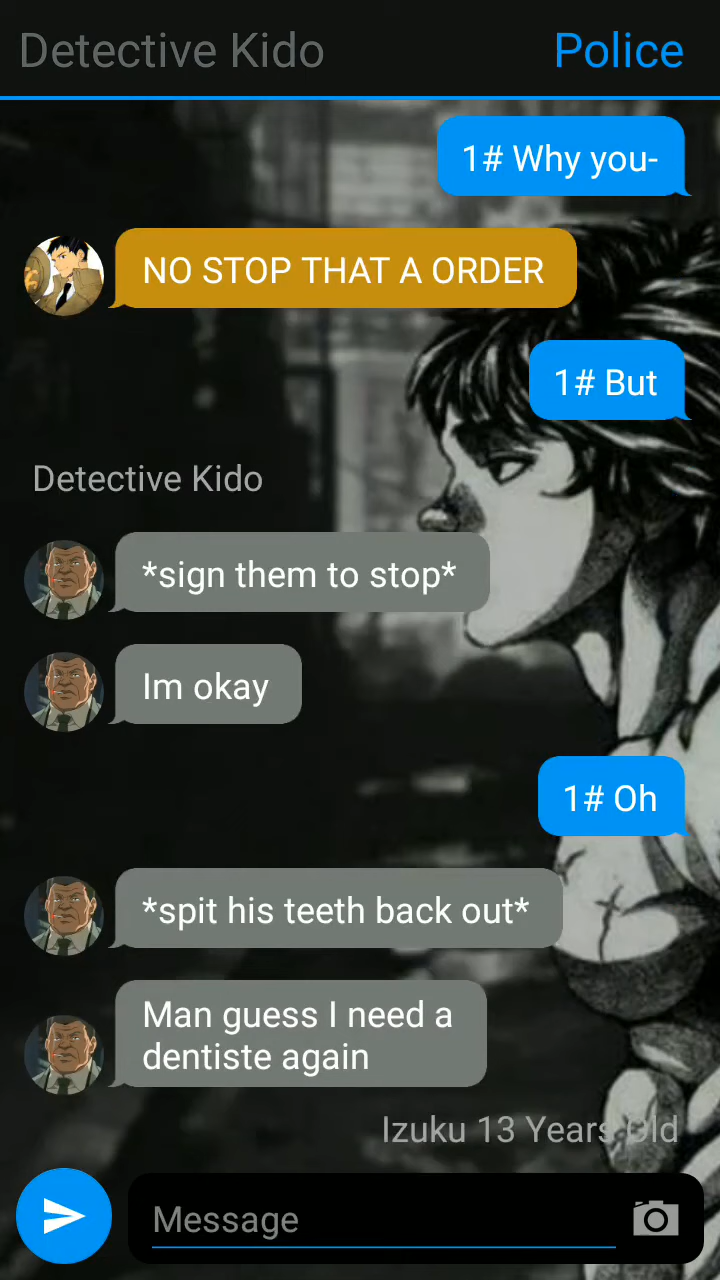 Detective Kido
Police
1# Why you-
NO STOP THAT A ORDER
1# But
Detective Kido
*sign them to stop*
Im okay
1# Oh
*spit his teeth back out*
Man guess I need a
dentiste again
Izuku 13 Years Old
Message